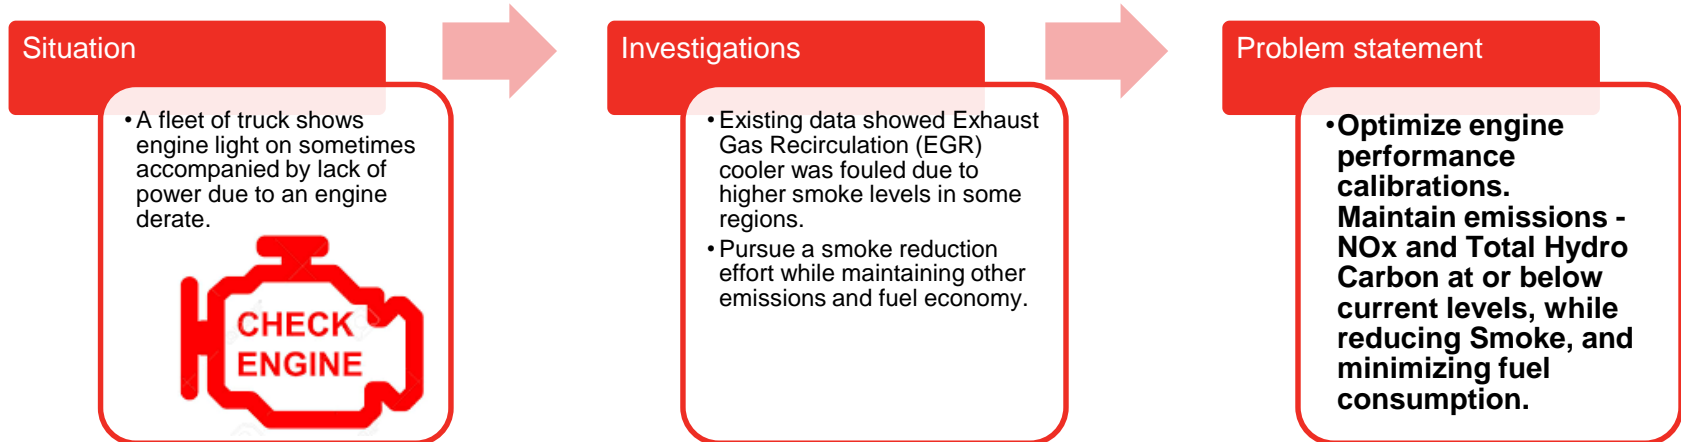 Situation
• A fleet of truck shows
engine light on sometimes
accompanied by lack of
power due to an engine
derate.
CHECK
ENGINE
Investigations
• Existing data showed Exhaust
Gas Recirculation (EGR)
cooler was fouled due to
higher smoke levels in some
regions.
• Pursue a smoke reduction
effort while maintaining other
emissions and fuel economy.
Problem statement
• Optimize engine
performance
calibrations.
Maintain emissions -
NOx and Total Hydro
Carbon at or below
current levels, while
reducing Smoke, and
minimizing fuel
consumption.